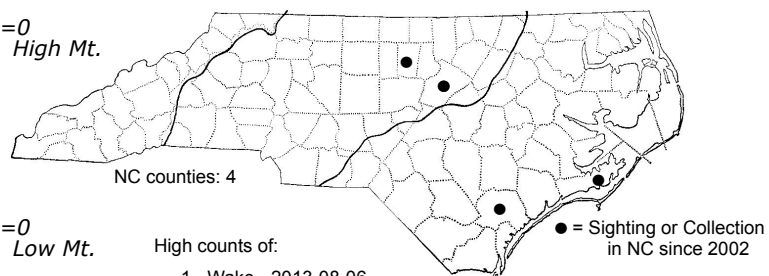 =0
High Mt.
NC counties: 4
=0
Low Mt.
High counts of:
● = Sighting or Collection
in NC since 2002
1 - Wake - 2013-08-06